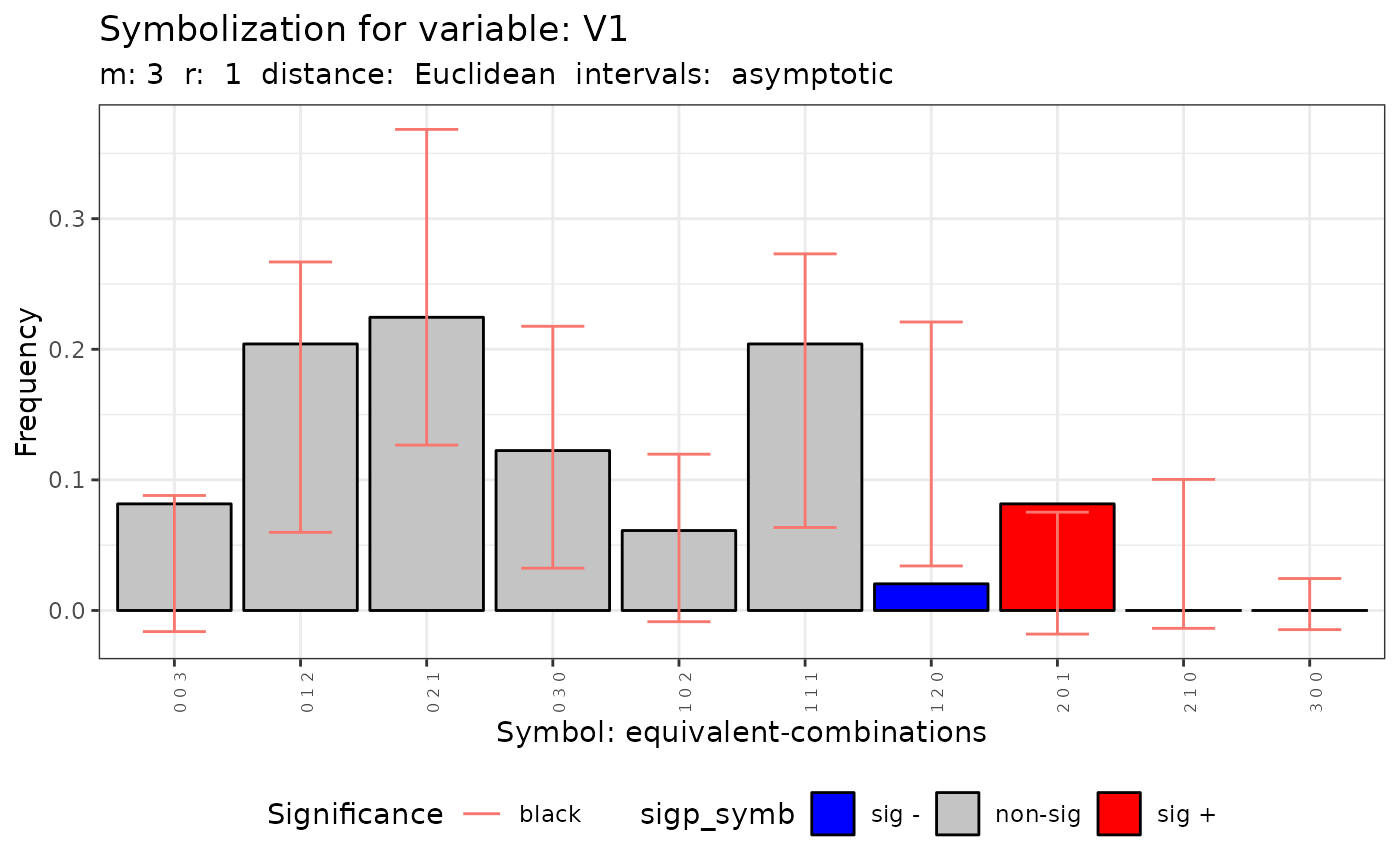 Symbolization for variable: V1
m: 3 r: 1 distance: Euclidean intervals: asymptotic
Frequency
0.3
0.2
0.1
0.0
0 0 3
0 1 2
0 2 1
0 3 0
1 0 2
1 1 1
1 2 0
2 0 1
2 1 0
3 0 0
Symbol: equivalent-combinations
Significance black sigp_symb sig - non-sig sig +